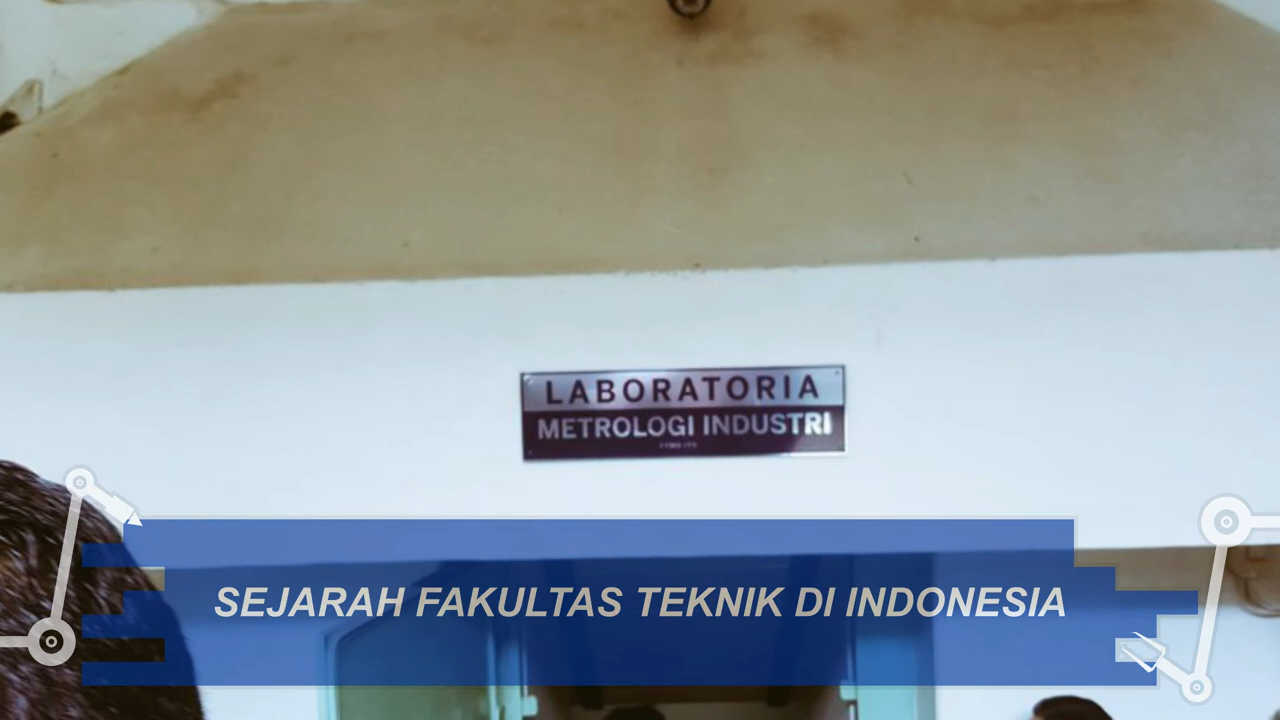 LABORATORIA
METROLOGI INDUSTRI
SEJARAH FAKULTAS TEKNIK DI INDONESIA